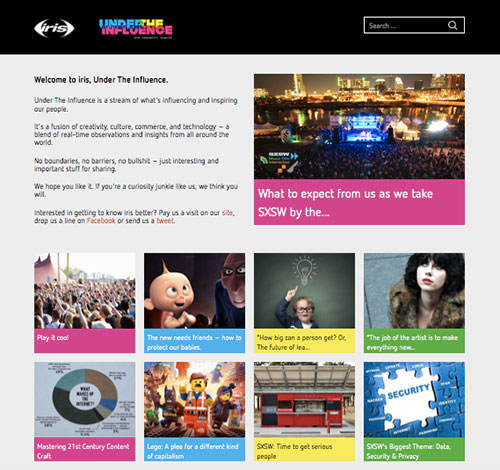 iris
UNDER THE
INFLUENCE
Search ...
Welcome to iris, Under The Influence.
Under The Influence is a stream of what's influencing and inspiring
our people.
It's a fusion of creativity, culture, commerce, and technology – a
blend of real-time observations and insights from all around the
world.
No boundaries, no barriers, no bullshit – just interesting and
important stuff for sharing.
We hope you like it. If you're a curiosity junkie like us, we think you
will.
Interested in getting to know iris better? Pay us a visit on our site,
drop us a line on Facebook or send us a tweet.
SXSW
What to expect from us as we take
SXSW by the...
Play it cool
The new needs friends – how to
protect our babies.
"How big can a person get? Or,
The future of lea...
"The job of the artist is to make
everything new...
WHAT
MAKES UP
THE INTERNET?
Mastering 21st Century Content
Craft
Lego: A plea for a different kind
of capitalism
SXSW: Time to get serious
people
SECURITY
SXSW's Biggest Theme: Data,
Security & Privacy